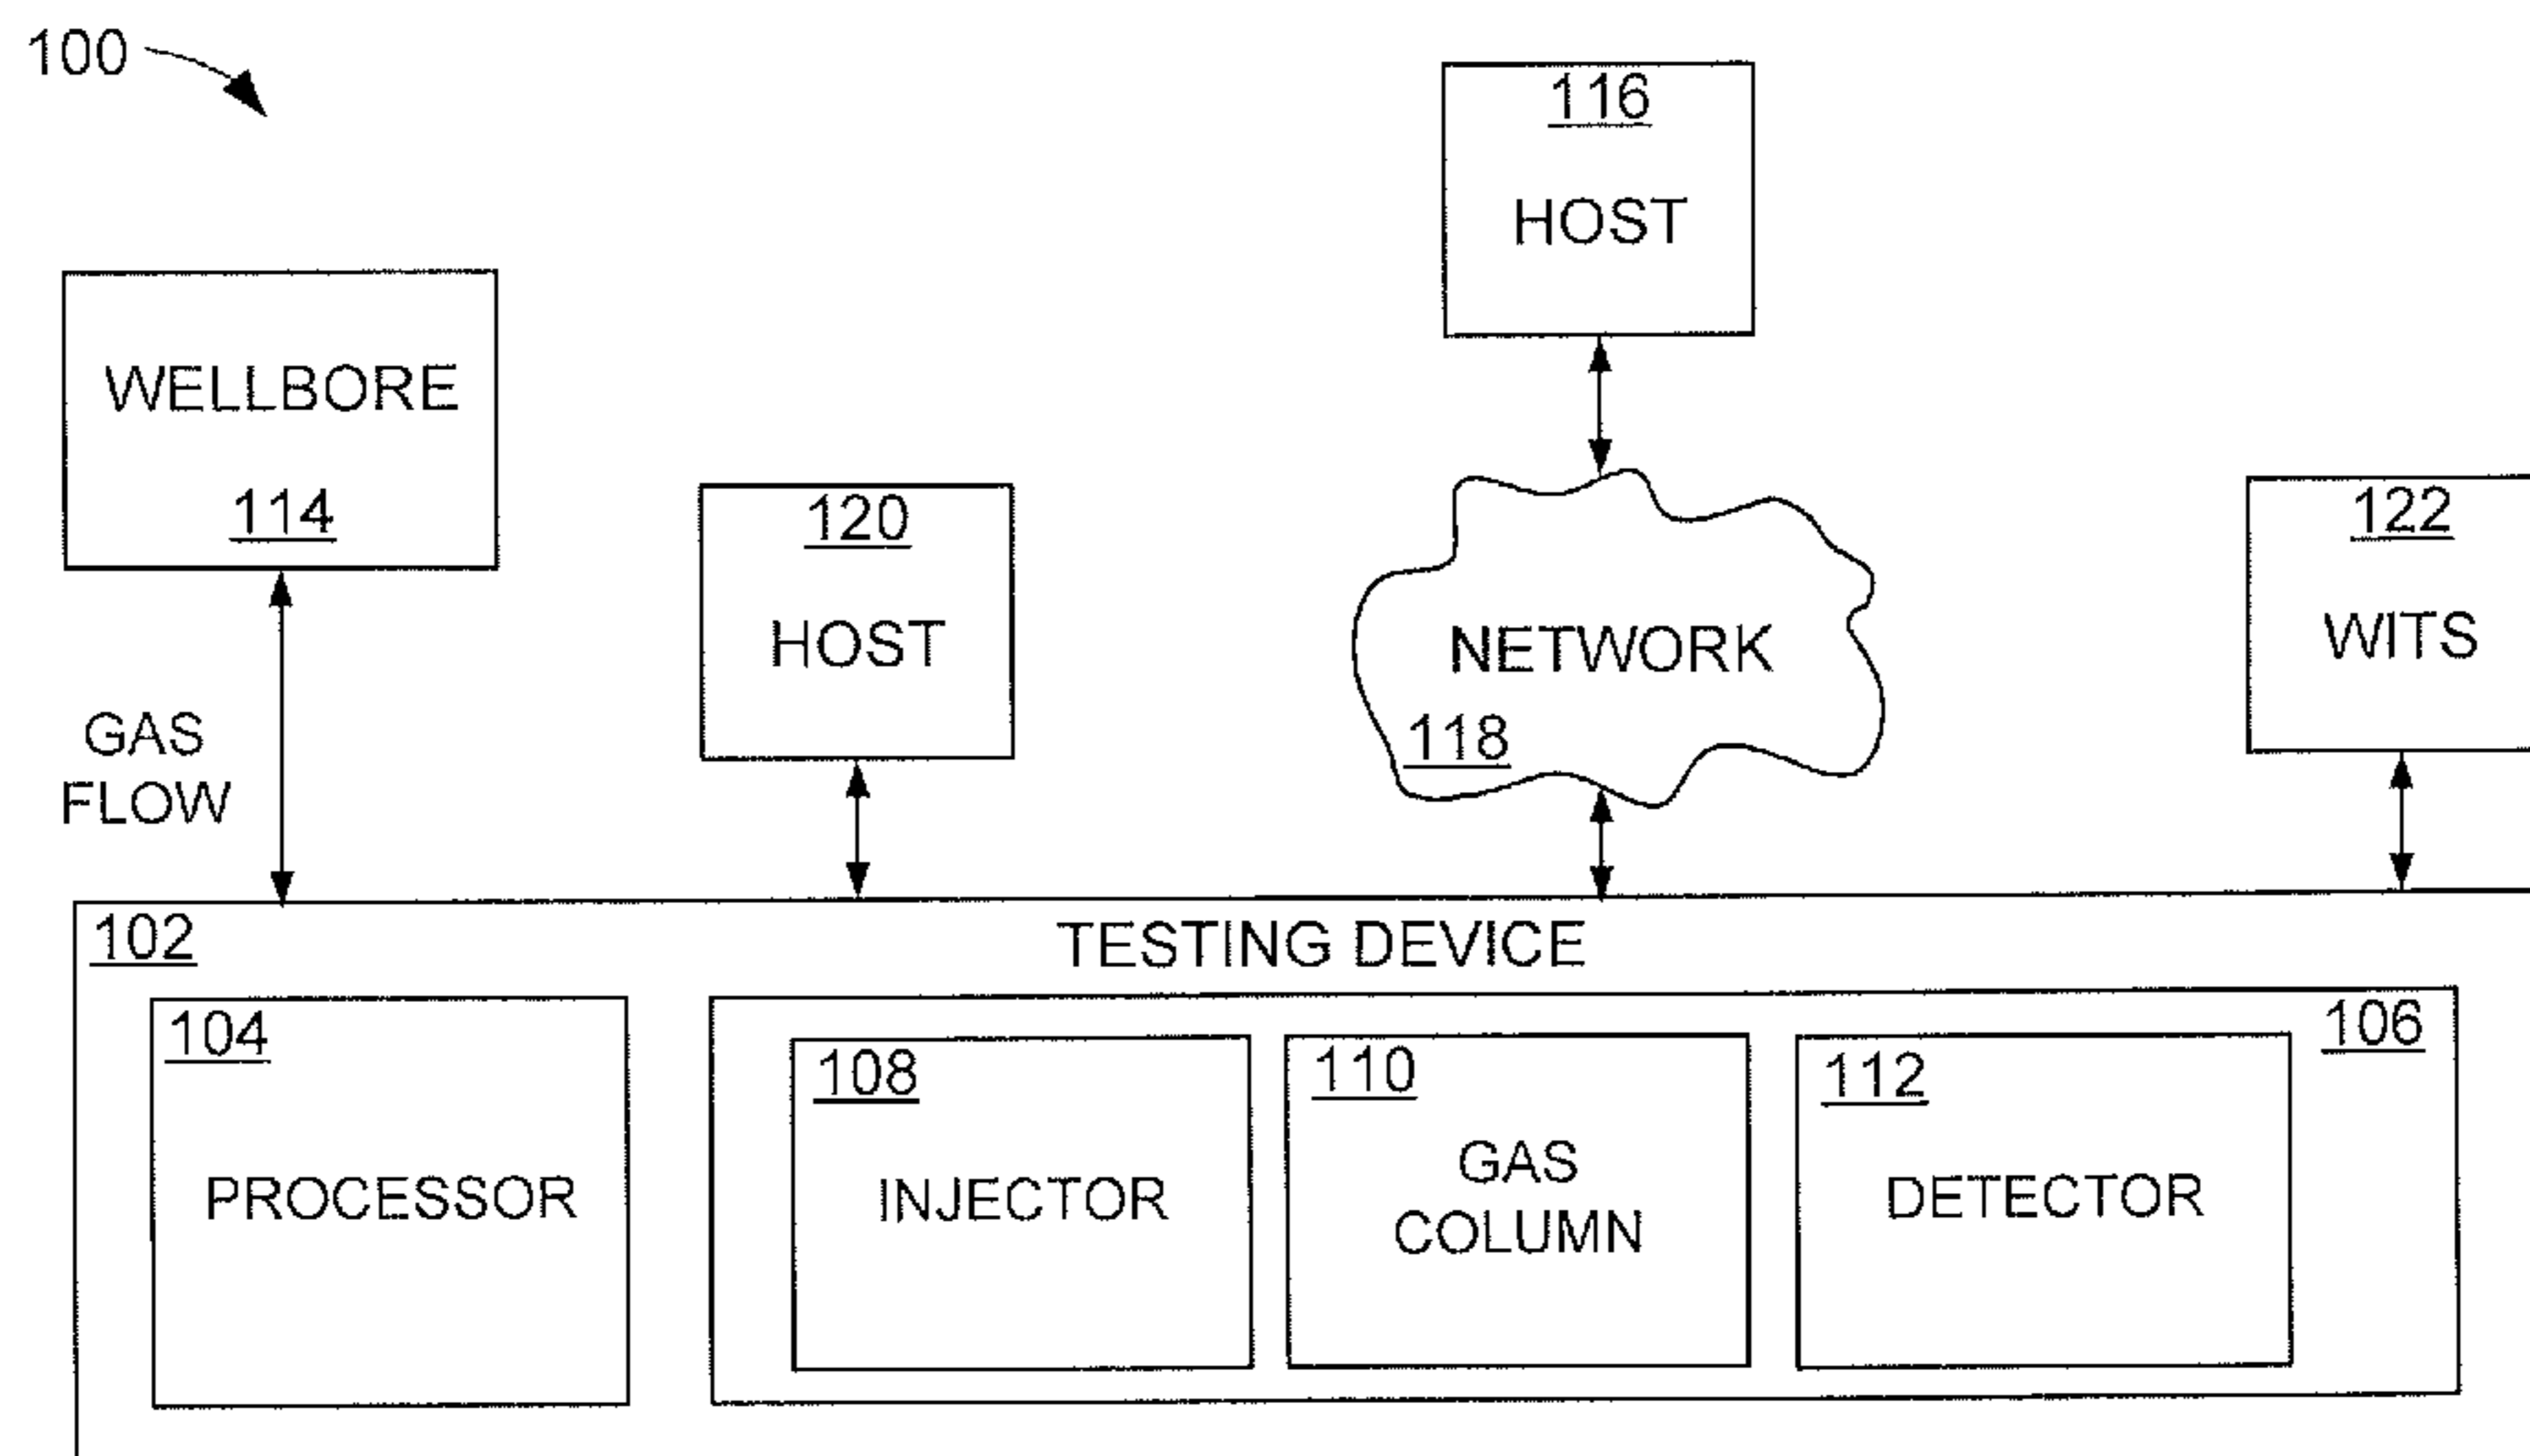 100
116
HOST
WELLBORE
114
120
HOST
NETWORK
118
122
WITS
GAS
FLOW
102
TESTING DEVICE
104
PROCESSOR
106
108
INJECTOR
110
GAS
COLUMN
112
DETECTOR